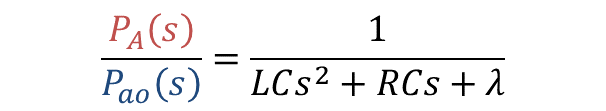 P_A(s) / P_ao(s) = 1 / (LCs² + RCs + λ)